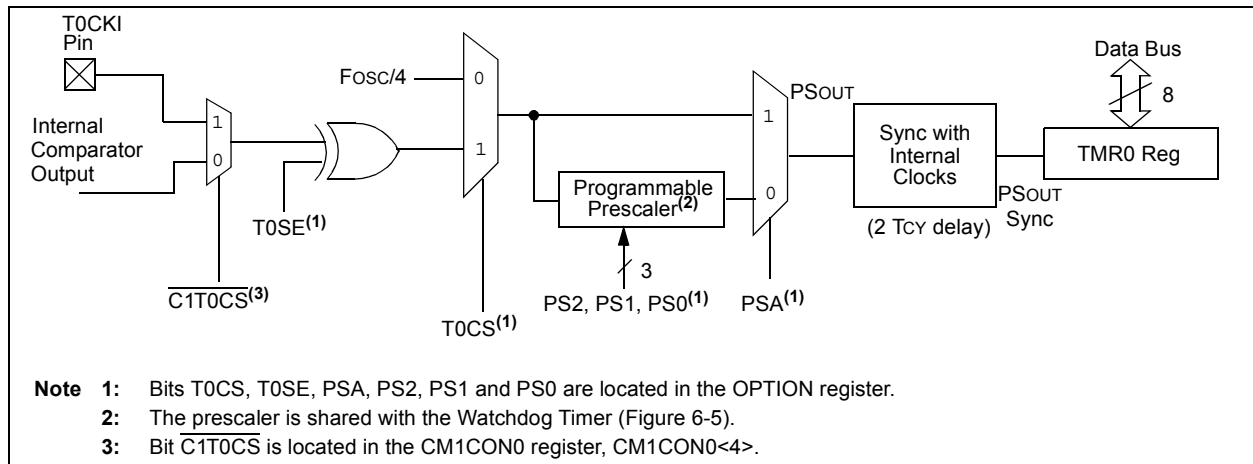 T0CKI
Pin
Internal
Comparator
Output
1
0
T0SE(1)
C1T0CS(3)
FOSC/4
0
1
T0CS(1)
Programmable
Prescaler(2)
3
PS2, PS1, PS0(1)
1
0
PSA(1)
PSOUT
Sync with
Internal
Clocks
(2 TCY delay)
PSOUT
Sync
Data Bus
8
TMR0 Reg
Note 1: Bits T0CS, T0SE, PSA, PS2, PS1 and PS0 are located in the OPTION register.
2: The prescaler is shared with the Watchdog Timer (Figure 6-5).
3: Bit C1T0CS is located in the CM1CON0 register, CM1CON0<4>.